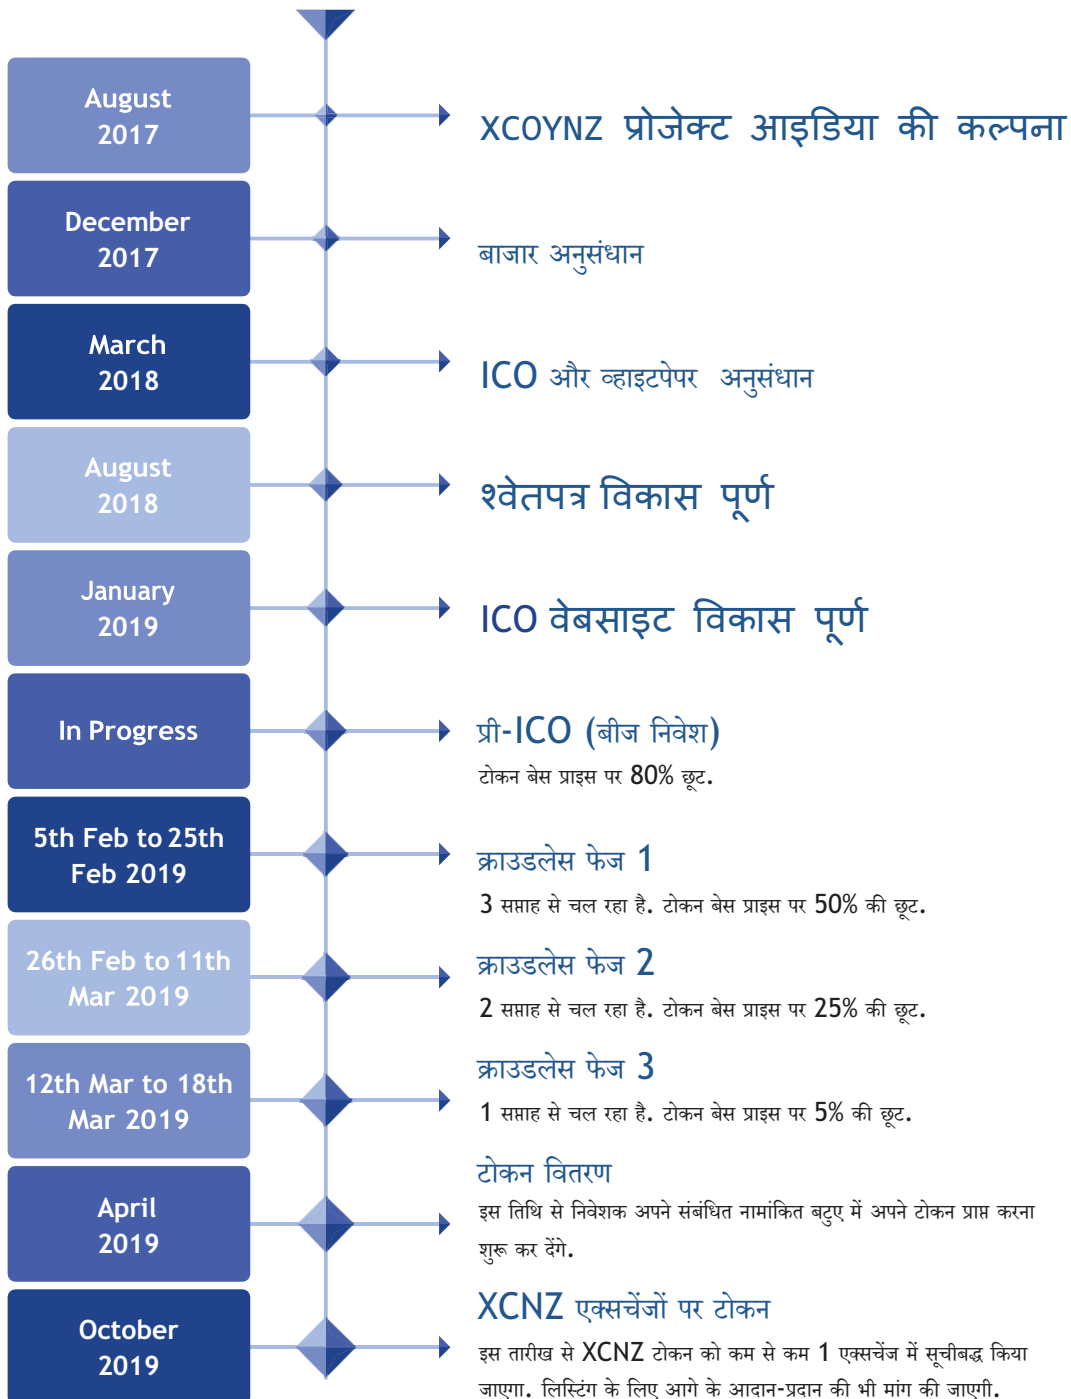 August
2017
XCOYNZ प्रोजेक्ट आइडिया की कल्पना
December
2017
बाजार अनुसंधान
March
2018
ICO और व्हाइटपेपर अनुसंधान
August
2018
श्वेतपत्र विकास पूर्ण
January
2019
ICO वेबसाइट विकास पूर्ण
In Progress
प्री-ICO (बीज निवेश)
टोकन बेस प्राइस पर 80% छूट.
5th Feb to 25th
Feb 2019
क्राउडलेस फेज 1
3 सप्ताह से चल रहा है. टोकन बेस प्राइस पर 50% की छूट.
26th Feb to 11th
Mar 2019
क्राउडलेस फेज 2
2 सप्ताह से चल रहा है. टोकन बेस प्राइस पर 25% की छूट.
12th Mar to 18th
Mar 2019
क्राउडलेस फेज 3
1 सप्ताह से चल रहा है. टोकन बेस प्राइस पर 5% की छूट.
April
2019
टोकन वितरण
इस तिथि से निवेशक अपने संबंधित नामांकित बटुए में अपने टोकन प्राप्त करना
शुरू कर देंगे.
October
2019
XCNZ एक्सचेंजों पर टोकन
इस तारीख से XCNZ टोकन को कम से कम 1 एक्सचेंज में सूचीबद्ध किया
जाएगा. लिस्टिंग के लिए आगे के आदान-प्रदान की भी मांग की जाएगी.